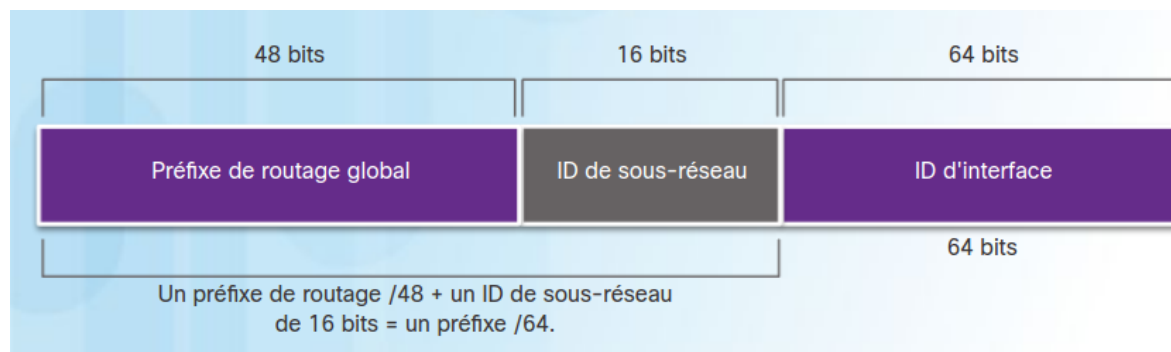 48 bits
16 bits
64 bits
Préfixe de routage global
ID de sous-réseau
ID d'interface
64 bits
Un préfixe de routage /48 + un ID de sous-réseau
de 16 bits = un préfixe /64.